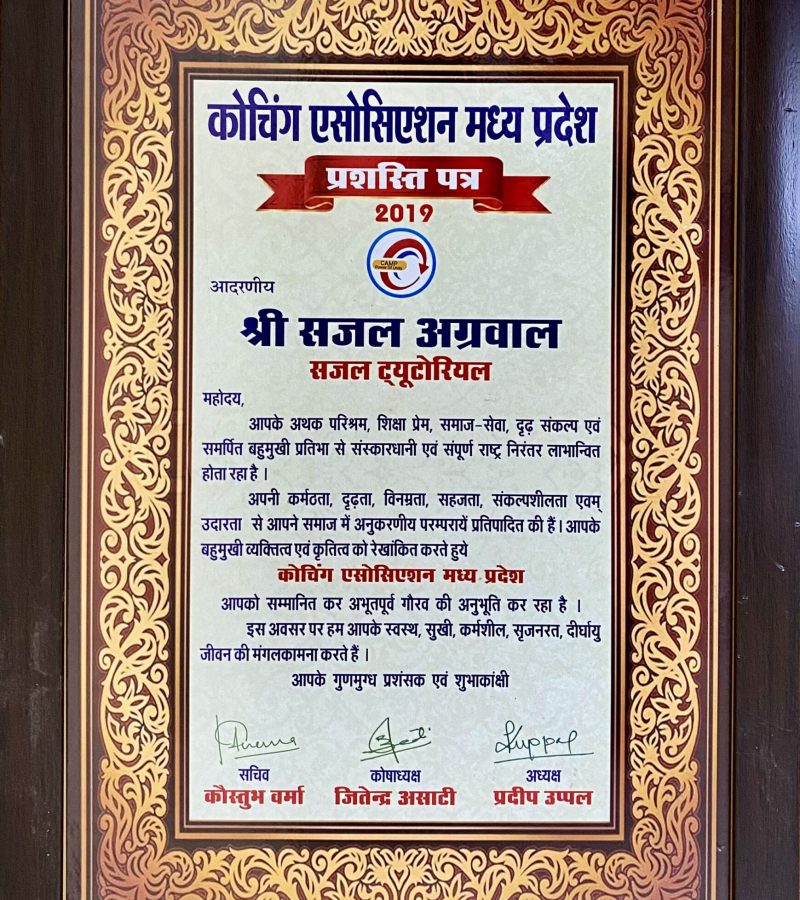 कोचिंग एसोसिएशन मध्य प्रदेश
प्रशस्ति पत्र
2019
CAMP
Power Of Unity
आदरणीय
श्री सजल अग्रवाल
सजल ट्यूटोरियल
महोदय,
आपके अथक परिश्रम, शिक्षा प्रेम, समाज-सेवा, दृढ़ संकल्प एवं
समर्पित बहुमुखी प्रतिभा से संस्कारधानी एवं संपूर्ण राष्ट्र निरंतर लाभान्वित
होता रहा है ।
अपनी कर्मठता, दृढ़ता, विनम्रता, सहजता, संकल्पशीलता एवम्
उदारता से आपने समाज में अनुकरणीय परम्परायें प्रतिपादित की हैं। आपके
बहुमुखी व्यक्तित्व एवं कृतित्व को रेखांकित करते हुये
कोचिंग एसोसिएशन मध्य प्रदेश
आपको सम्मानित कर अभूतपूर्व गौरव की अनुभूति कर रहा है ।
इस अवसर पर हम आपके स्वस्थ, सुखी, कर्मशील, सृजनरत, दीर्घायु
जीवन की मंगलकामना करते हैं ।
आपके गुणमुग्ध प्रशंसक एवं शुभाकांक्षी
सचिव कोषाध्यक्ष अध्यक्ष
कौस्तुभ वर्मा जितेन्द्र असाटी प्रदीप उप्पल